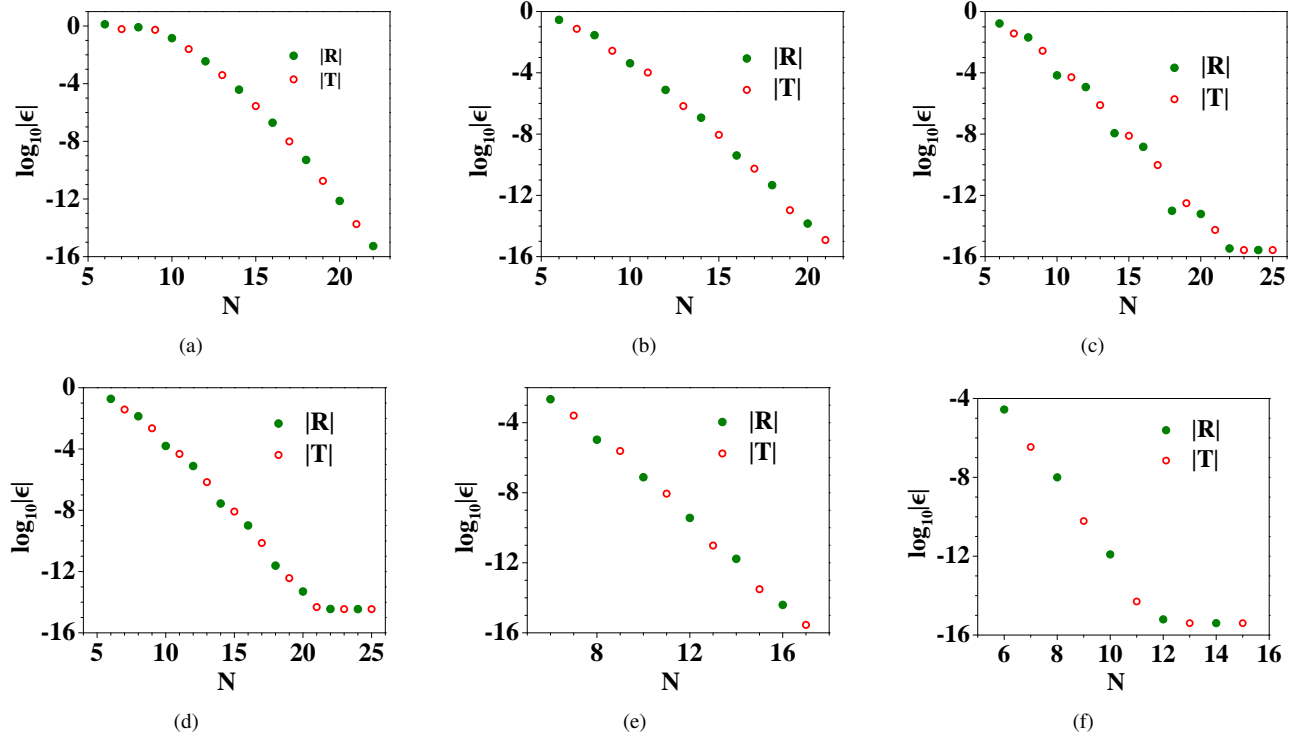 0
-4
-8
-12
-16
5 10 15 20
log₁₀|ϵ|
N
|R|
|T|
(a)
0
-4
-8
-12
-16
5 10 15 20
log₁₀|ϵ|
N
|R|
|T|
(b)
0
-4
-8
-12
-16
5 10 15 20 25
log₁₀|ϵ|
N
|R|
|T|
(c)
0
-4
-8
-12
-16
5 10 15 20 25
log₁₀|ϵ|
N
|R|
|T|
(d)
-4
-8
-12
-16
8 12 16
log₁₀|ϵ|
N
|R|
|T|
(e)
-4
-8
-12
-16
6 8 10 12 14 16
log₁₀|ϵ|
N
|R|
|T|
(f)